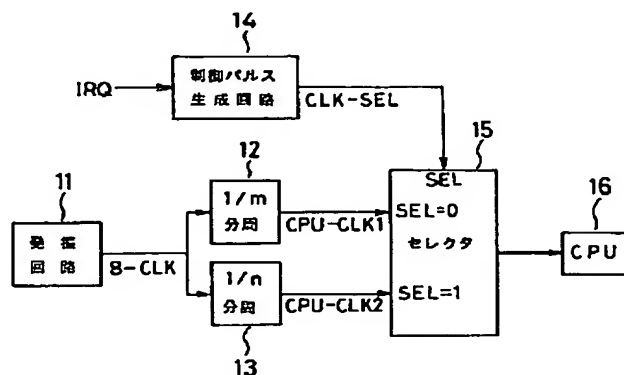 14
制御パルス
生成回路
IRQ
CLK-SEL
15
12
SEL
11
1/m
分周
CPU-CLK1
SEL=0
16
発振
回路
B-CLK
セレクタ
CPU
1/n
分周
CPU-CLK2
SEL=1
13